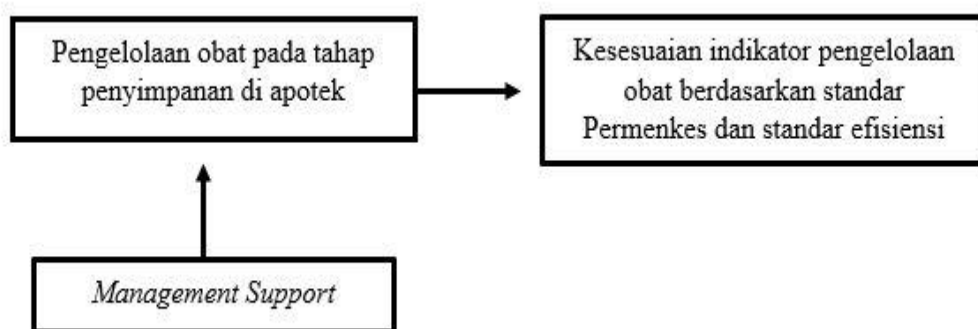 Pengelolaan obat pada tahap
penyimpanan di apotek
Kesesuaian indikator pengelolaan
obat berdasarkan standar
Permenkes dan standar efisiensi
Management Support